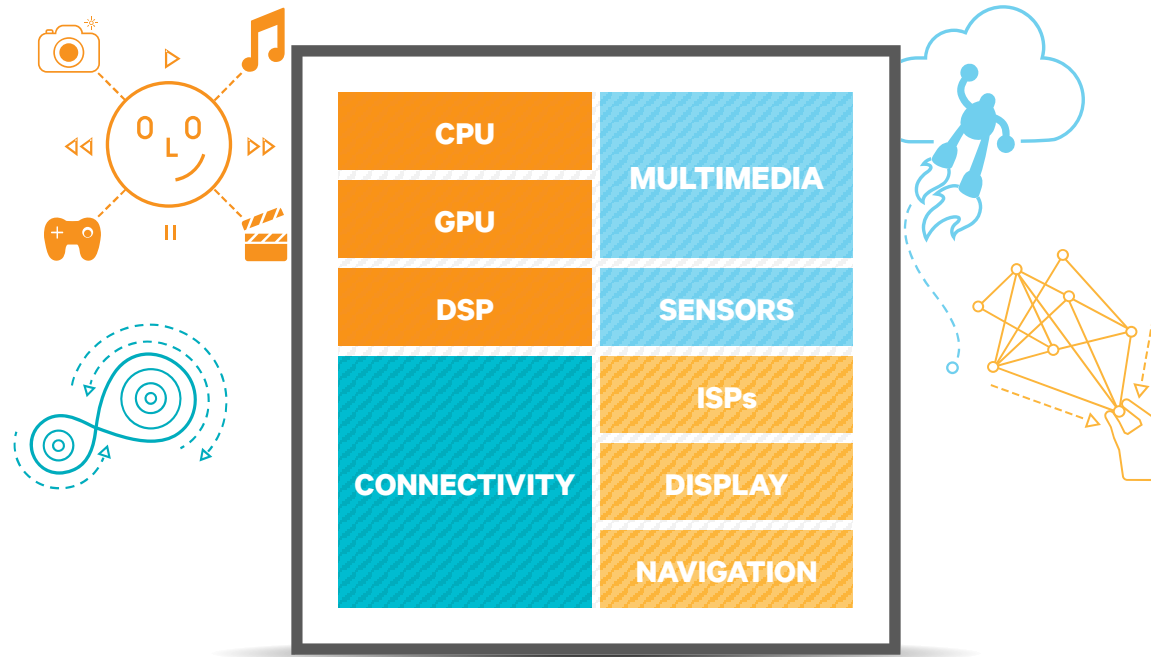 CPU
GPU
DSP
CONNECTIVITY
MULTIMEDIA
SENSORS
ISPs
DISPLAY
NAVIGATION